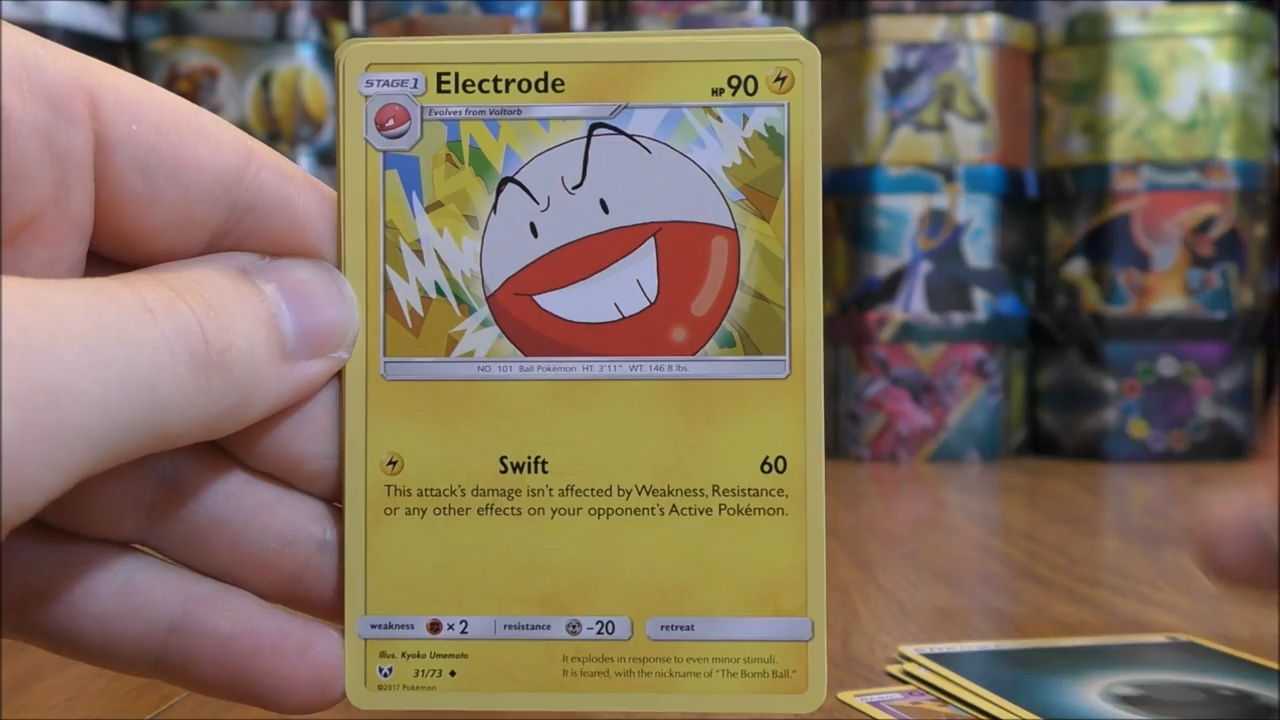 STAGE 1 Electrode HP 90
Evolves from Voltorb
NO. 101 Ball Pokémon HT: 3'11" WT: 146.8 lbs.
Swift 60
This attack's damage isn't affected by Weakness, Resistance,
or any other effects on your opponent's Active Pokémon.
weakness × 2 resistance -20 retreat
Illus. Kyoko Umemoto
31/73
©2017 Pokémon
It explodes in response to even minor stimuli.
It is feared, with the nickname of "The Bomb Ball."
BASIC